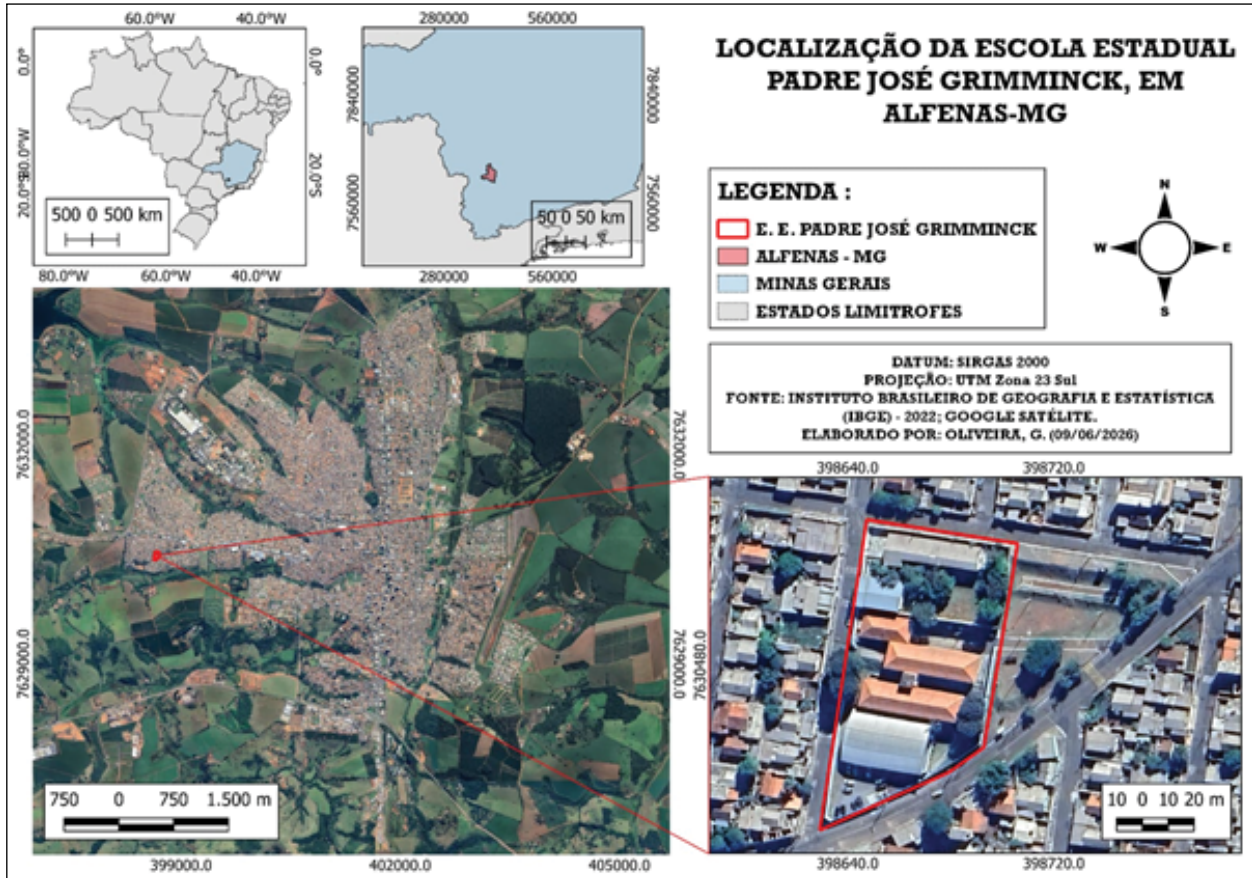 60.0°W 40.0°W
0.0° 0.0°
20.0°S 80.0°W 20.0°S
500 0 500 km
80.0°W 60.0°W 40.0°W
280000 560000
7840000 7840000
7560000 7560000
50 0 50 km
280000 560000
LOCALIZAÇÃO DA ESCOLA ESTADUAL
PADRE JOSÉ GRIMMINCK, EM
ALFENAS-MG
LEGENDA :
E. E. PADRE JOSÉ GRIMMINCK
ALFENAS - MG
MINAS GERAIS
ESTADOS LIMITROFES
N
W E
S
DATUM: SIRGAS 2000
PROJEÇÃO: UTM Zona 23 Sul
FONTE: INSTITUTO BRASILEIRO DE GEOGRAFIA E ESTATÍSTICA
(IBGE) - 2022; GOOGLE SATÉLITE.
ELABORADO POR: OLIVEIRA, G. (09/06/2026)
7632000.0 7632000.0
7629000.0 7629000.0
750 0 750 1.500 m
399000.0 402000.0 405000.0
398640.0 398720.0
7630480.0
10 0 10 20 m
398640.0 398720.0